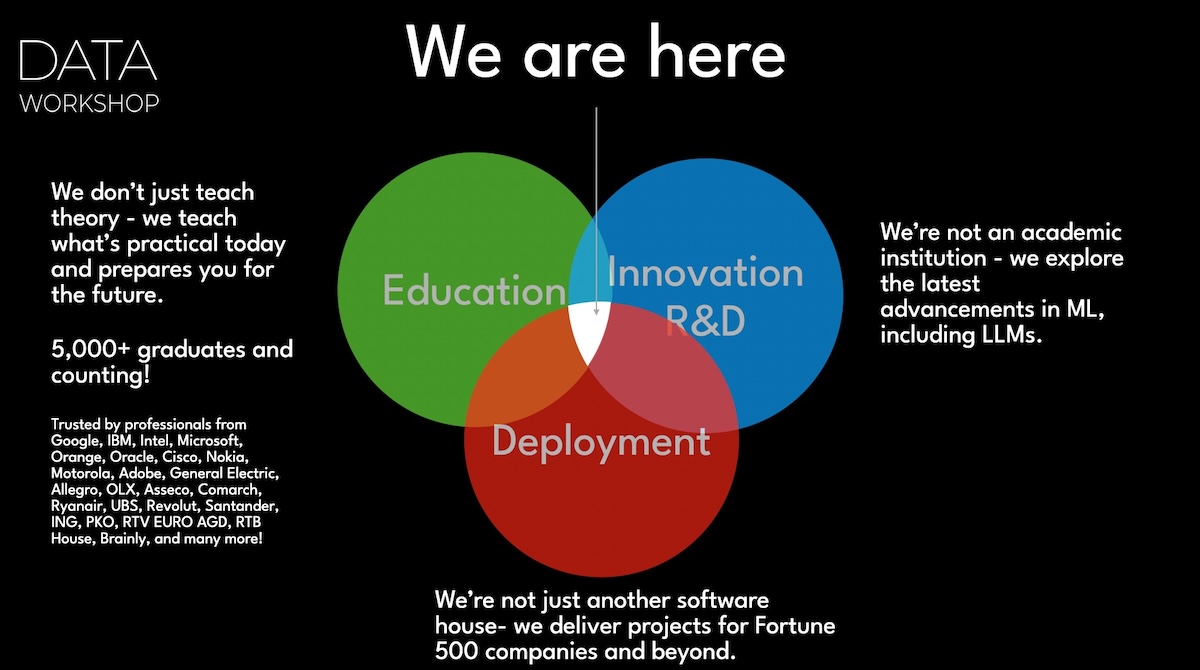 DATA
WORKSHOP
We are here
We don't just teach
theory - we teach
what's practical today
and prepares you for
the future.
5,000+ graduates and
counting!
Trusted by professionals from
Google, IBM, Intel, Microsoft,
Orange, Oracle, Cisco, Nokia,
Motorola, Adobe, General Electric,
Allegro, OLX, Asseco, Comarch,
Ryanair, UBS, Revolut, Santander,
ING, PKO, RTV EURO AGD, RTB
House, Brainly, and many more!
Education
Innovation
R&D
Deployment
We're not an academic
institution - we explore
the latest
advancements in ML,
including LLMs.
We're not just another software
house- we deliver projects for Fortune
500 companies and beyond.